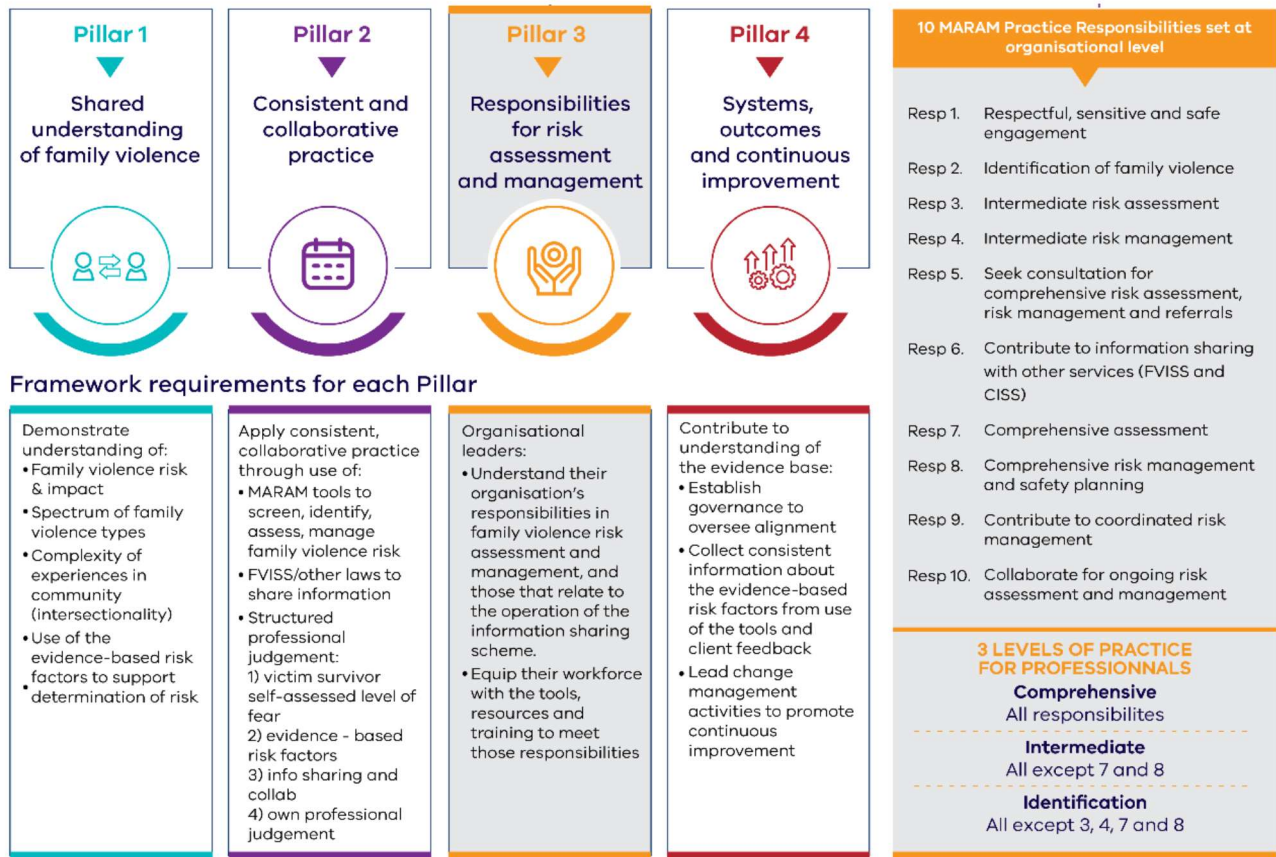 Pillar 1
Shared
understanding
of family violence
Pillar 2
Consistent and
collaborative
practice
Pillar 3
Responsibilities
for risk
assessment
and management
Pillar 4
Systems,
outcomes
and continuous
improvement
Framework requirements for each Pillar
Demonstrate
understanding of:
• Family violence risk
& impact
• Spectrum of family
violence types
• Complexity of
experiences in
community
(intersectionality)
• Use of the
evidence-based risk
factors to support
• determination of risk
Apply consistent,
collaborative practice
through use of:
• MARAM tools to
screen, identify,
assess, manage
family violence risk
• FVISS/other laws to
share information
• Structured
professional
judgement:
1) victim survivor
self-assessed level of
fear
2) evidence - based
risk factors
3) info sharing and
collab
4) own professional
judgement
Organisational
leaders:
• Understand their
organisation's
responsibilities in
family violence risk
assessment and
management, and
those that relate to
the operation of the
information sharing
scheme.
• Equip their workforce
with the tools,
resources and
training to meet
those responsibilities
Contribute to
understanding of
the evidence base:
• Establish
governance to
oversee alignment
• Collect consistent
information about
the evidence-based
risk factors from use
of the tools and
client feedback
• Lead change
management
activities to promote
continuous
improvement
10 MARAM Practice Responsibilities set at
organisational level
Resp 1. Respectful, sensitive and safe
engagement
Resp 2. Identification of family violence
Resp 3. Intermediate risk assessment
Resp 4. Intermediate risk management
Resp 5. Seek consultation for
comprehensive risk assessment,
risk management and referrals
Resp 6. Contribute to information sharing
with other services (FVISS and
CISS)
Resp 7. Comprehensive assessment
Resp 8. Comprehensive risk management
and safety planning
Resp 9. Contribute to coordinated risk
management
Resp 10. Collaborate for ongoing risk
assessment and management
3 LEVELS OF PRACTICE
FOR PROFESSIONNALS
Comprehensive
All responsibilites
Intermediate
All except 7 and 8
Identification
All except 3, 4, 7 and 8